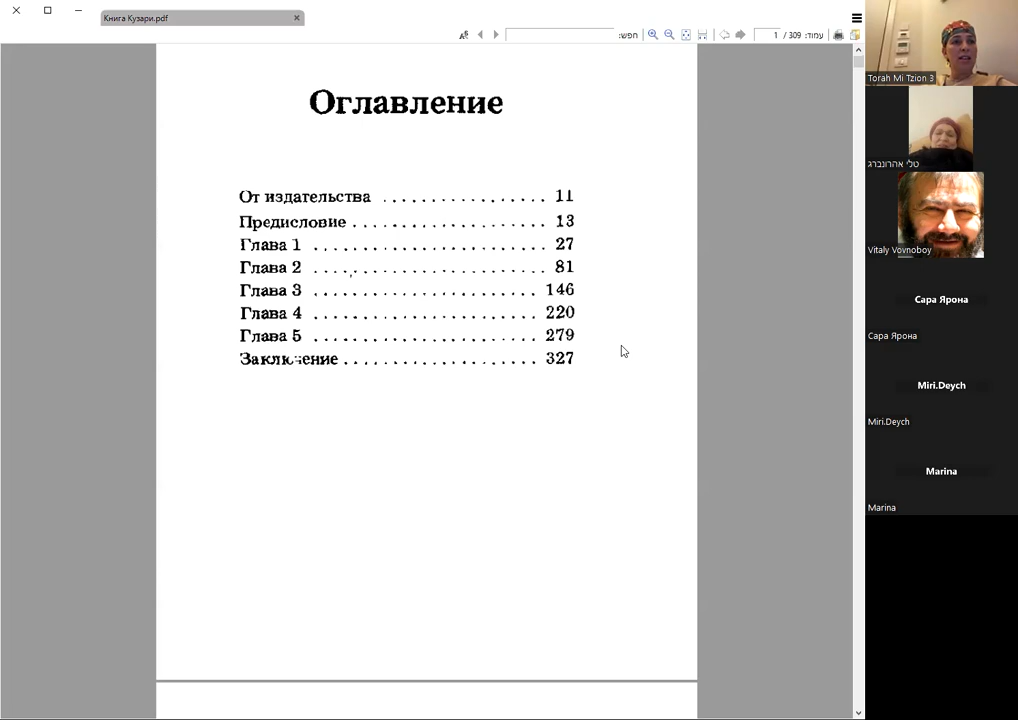 Книга Кузари.pdf
חפש:
עמוד: 1 / 309
Оглавление
От издательства ................. 11
Предисловие ..................... 13
Глава 1 ........................ 27
Глава 2 ........................ 81
Глава 3 ........................ 146
Глава 4 ........................ 220
Глава 5 ........................ 279
Заключение ..................... 327
Torah Mi Tzion 3
טלי אהרונברג
Vitaly Vovnoboy
Сара Ярона
Сара Ярона
Miri.Deych
Miri.Deych
Marina
Marina